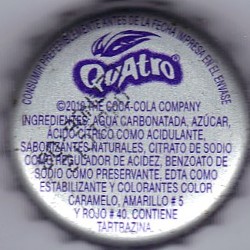 CONSUMIR PREFERIBLEMENTE ANTES DE LA FECHA IMPRESA EN EL ENVASE
QUAtro
©2010 THE COCA-COLA COMPANY
INGREDIENTES: AGUA CARBONATADA, AZÚCAR,
ÁCIDO CÍTRICO COMO ACIDULANTE,
SABORIZANTES NATURALES, CITRATO DE SODIO
COMO REGULADOR DE ACIDEZ, BENZOATO DE
SODIO COMO PRESERVANTE, EDTA COMO
ESTABILIZANTE Y COLORANTES COLOR
CARAMELO, AMARILLO # 5
Y ROJO # 40. CONTIENE
TARTRAZINA.